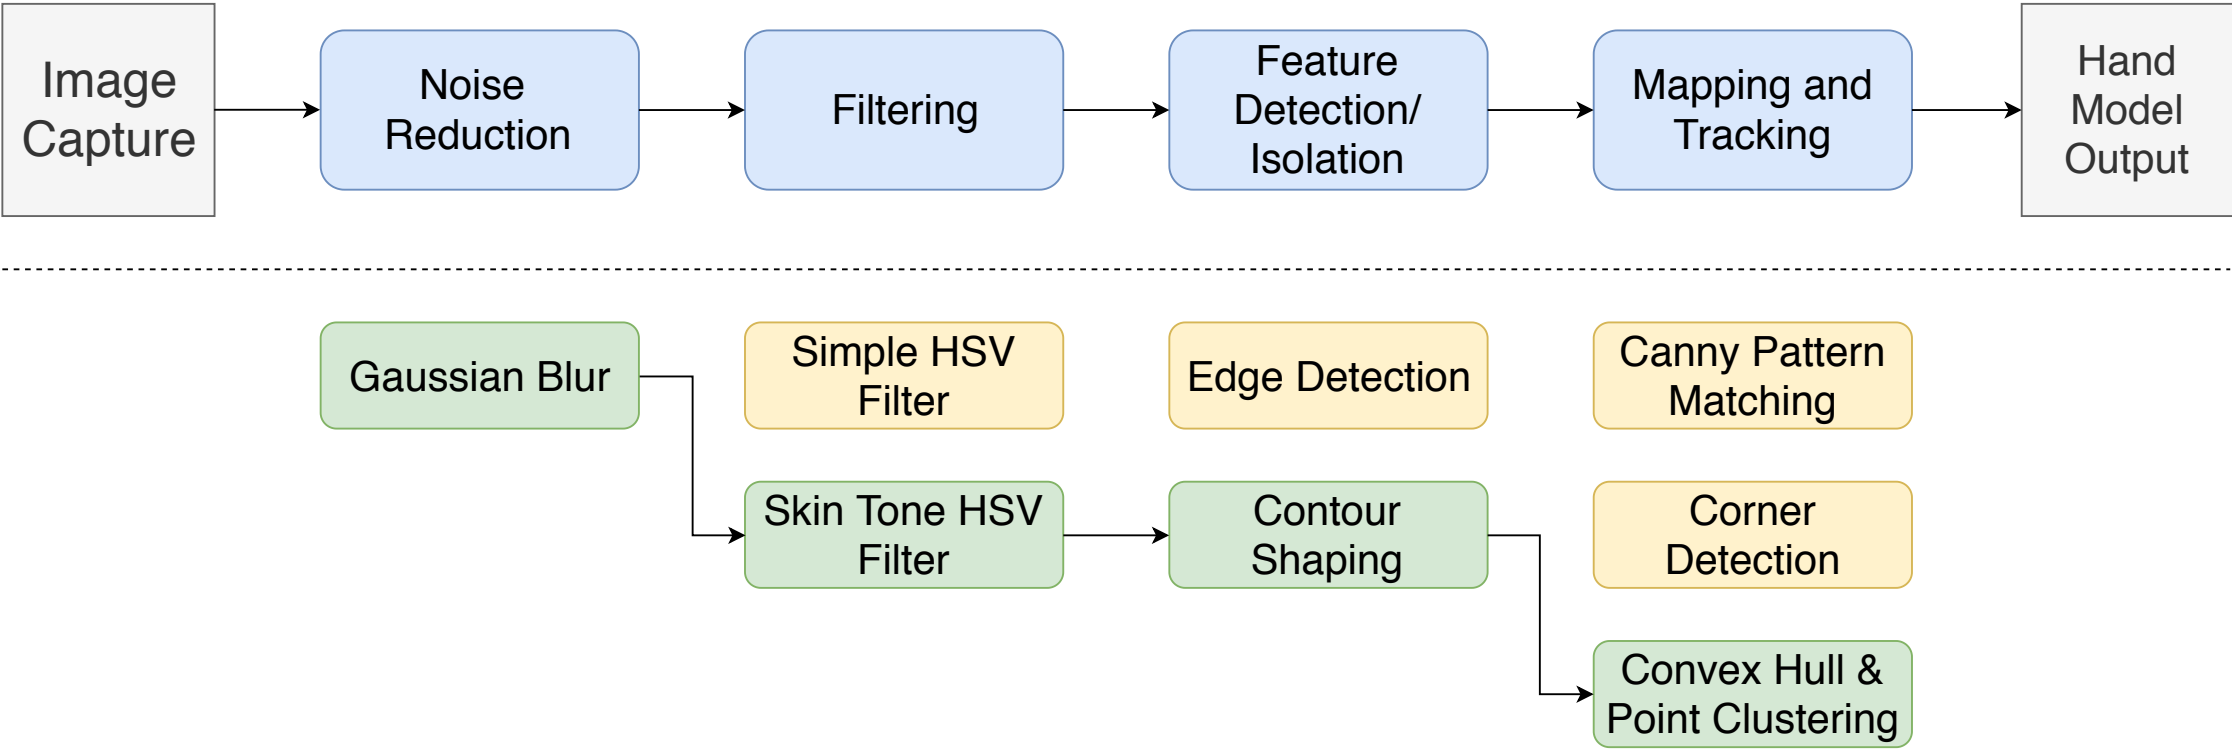 Image
Capture
Noise
Reduction
Filtering
Feature
Detection/
Isolation
Mapping and
Tracking
Hand
Model
Output
Gaussian Blur
Simple HSV
Filter
Edge Detection
Canny Pattern
Matching
Skin Tone HSV
Filter
Contour
Shaping
Corner
Detection
Convex Hull &
Point Clustering